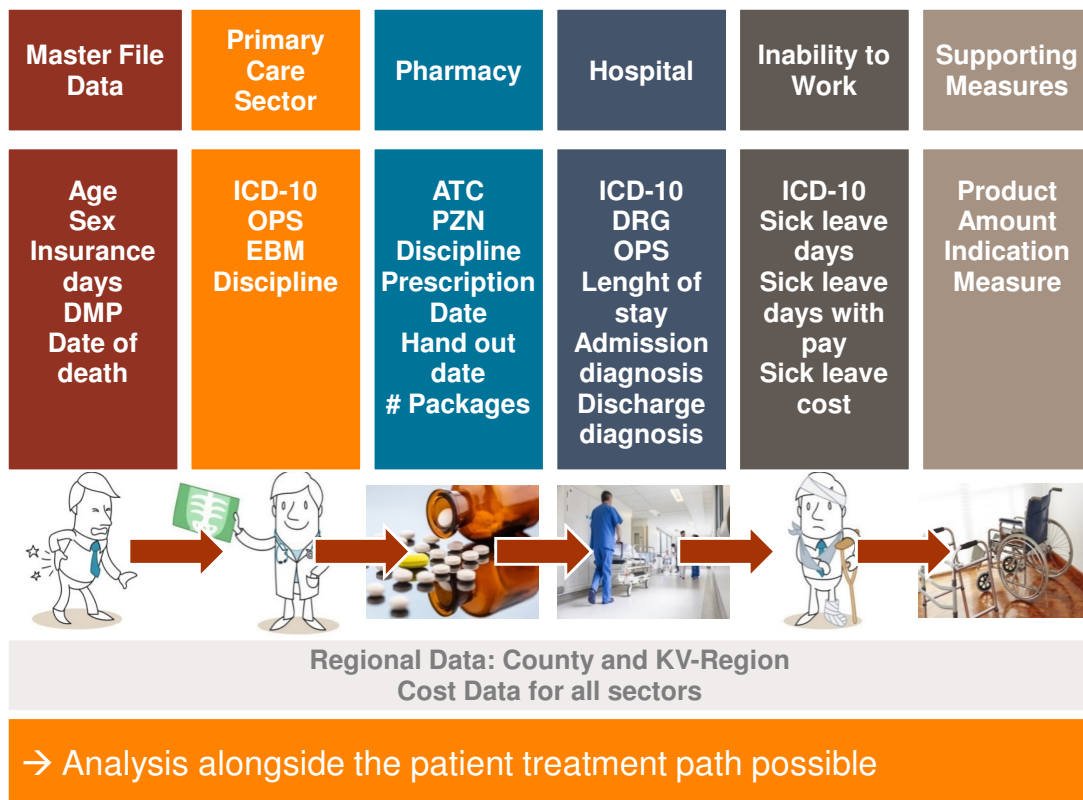 Master File
Data
Primary
Care
Sector
Pharmacy
Hospital
Inability to
Work
Supporting
Measures
Age
Sex
Insurance
days
DMP
Date of
death
ICD-10
OPS
EBM
Discipline
ATC
PZN
Discipline
Prescription
Date
Hand out
date
# Packages
ICD-10
DRG
OPS
Lenght of
stay
Admission
diagnosis
Discharge
diagnosis
ICD-10
Sick leave
days
Sick leave
days with
pay
Sick leave
cost
Product
Amount
Indication
Measure
Regional Data: County and KV-Region
Cost Data for all sectors
→ Analysis alongside the patient treatment path possible